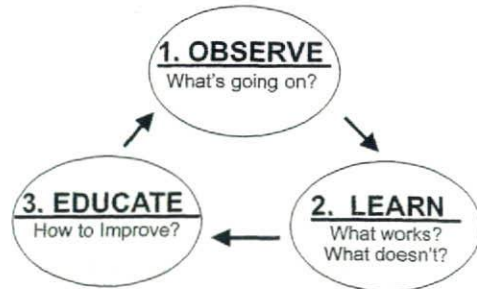 1. OBSERVE
What's going on?
2. LEARN
What works?
What doesn't?
3. EDUCATE
How to Improve?